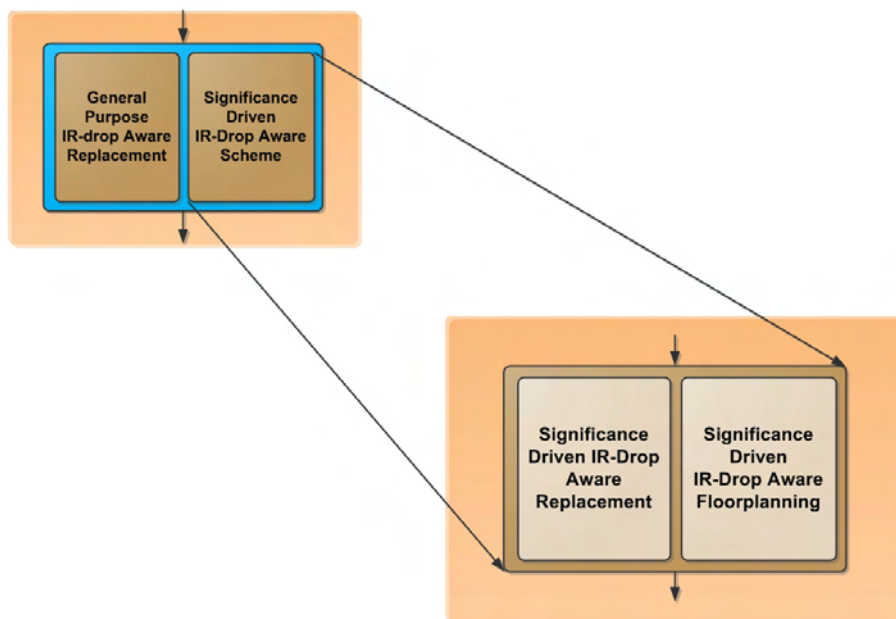 General
Purpose
IR-drop Aware
Replacement
Significance
Driven
IR-Drop Aware
Scheme
Significance
Driven IR-Drop
Aware
Replacement
Significance
Driven
IR-Drop Aware
Floorplanning